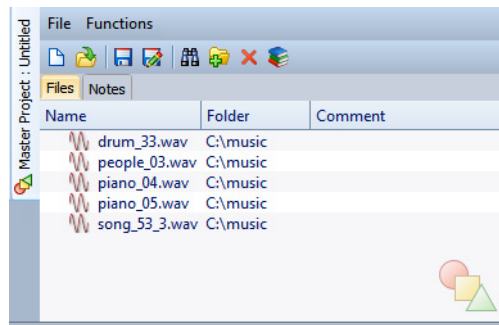 Master Project : Untitled
File Functions
Files Notes
Name Folder Comment
drum_33.wav C:\music
people_03.wav C:\music
piano_04.wav C:\music
piano_05.wav C:\music
song_53_3.wav C:\music